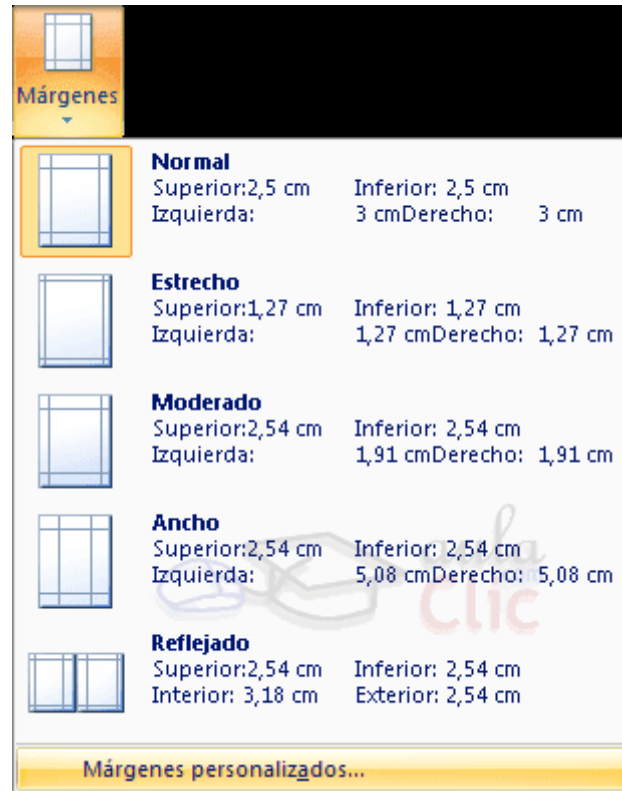 Márgenes
Normal
Superior:2,5 cm Inferior: 2,5 cm
Izquierda: 3 cmDerecho: 3 cm
Estrecho
Superior:1,27 cm Inferior: 1,27 cm
Izquierda: 1,27 cmDerecho: 1,27 cm
Moderado
Superior:2,54 cm Inferior: 2,54 cm
Izquierda: 1,91 cmDerecho: 1,91 cm
Ancho
Superior:2,54 cm Inferior: 2,54 cm
Izquierda: 5,08 cmDerecho: 5,08 cm
aula
Clic
Reflejado
Superior:2,54 cm Inferior: 2,54 cm
Interior: 3,18 cm Exterior: 2,54 cm
Márgenes personalizados...